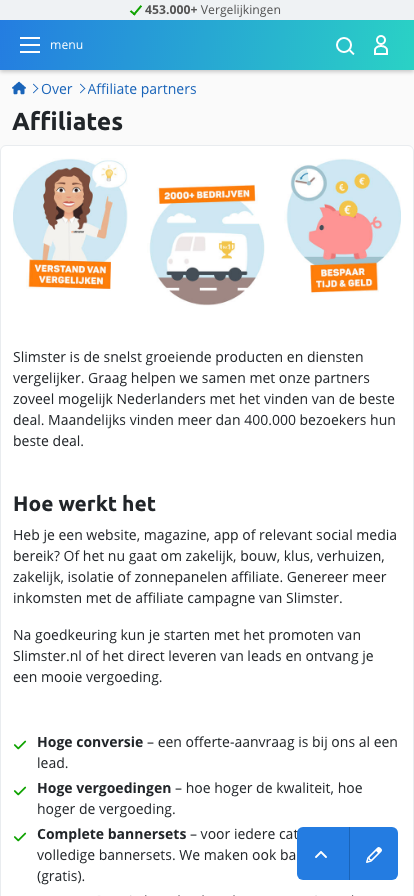 453.000+ Vergelijkingen
menu
Over
Affiliate partners
Affiliates
VERSTAND VAN
VERGELIJKEN
2000+ BEDRIJVEN
BESPAAR
TIJD & GELD
Slimster is de snelst groeiende producten en diensten
vergelijker. Graag helpen we samen met onze partners
zoveel mogelijk Nederlanders met het vinden van de beste
deal. Maandelijks vinden meer dan 400.000 bezoekers hun
beste deal.
Hoe werkt het
Heb je een website, magazine, app of relevant social media
bereik? Of het nu gaat om zakelijk, bouw, klus, verhuizen,
zakelijk, isolatie of zonnepanelen affiliate. Genereer meer
inkomsten met de affiliate campagne van Slimster.
Na goedkeuring kun je starten met het promoten van
Slimster.nl of het direct leveren van leads en ontvang je
een mooie vergoeding.
Hoge conversie – een offerte-aanvraag is bij ons al een
lead.
Hoge vergoedingen – hoe hoger de kwaliteit, hoe
hoger de vergoeding.
Complete bannersets – voor iedere cat
volledige bannersets. We maken ook ba
(gratis).